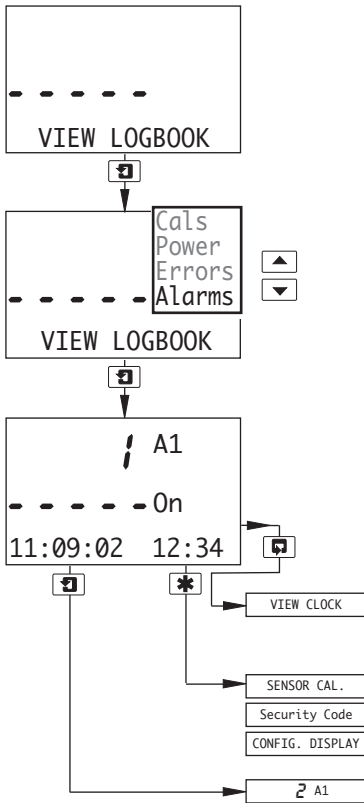 - - - - -
VIEW LOGBOOK
Cals
Power
Errors
Alarms
- - - - -
VIEW LOGBOOK
1 A1
- - - - - On
11:09:02 12:34
VIEW CLOCK
SENSOR CAL.
Security Code
CONFIG. DISPLAY
2 A1